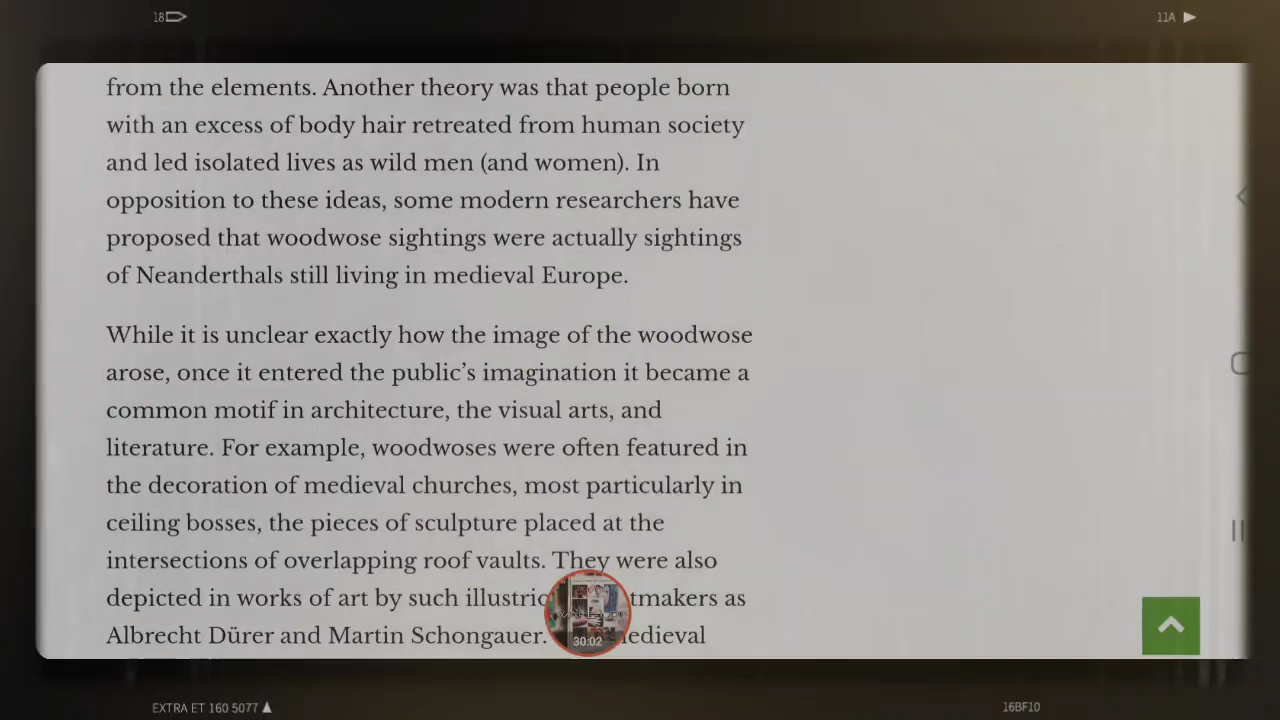 18
11A
from the elements. Another theory was that people born
with an excess of body hair retreated from human society
and led isolated lives as wild men (and women). In
opposition to these ideas, some modern researchers have
proposed that woodwose sightings were actually sightings
of Neanderthals still living in medieval Europe.
While it is unclear exactly how the image of the woodwose
arose, once it entered the public’s imagination it became a
common motif in architecture, the visual arts, and
literature. For example, woodwoses were often featured in
the decoration of medieval churches, most particularly in
ceiling bosses, the pieces of sculpture placed at the
intersections of overlapping roof vaults. They were also
depicted in works of art by such as
Albrecht Dürer and Martin Schongauer.
30:02
EXTRA ET 160 5077
16BF10